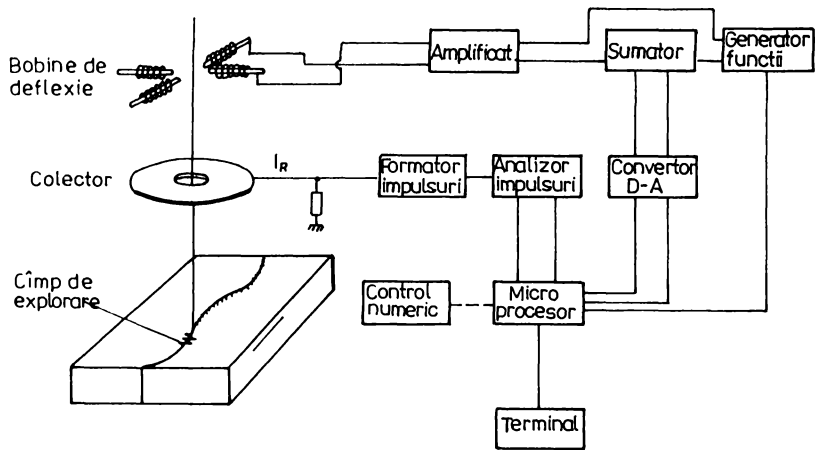 Bobine de
deflexie
Amplificat
Sumator
Generator
functii
Colector
I_R
Formator
impulsuri
Analizor
impulsuri
Convertor
D-A
Cîmp de
explorare
Control
numeric
Micro
procesor
Terminal